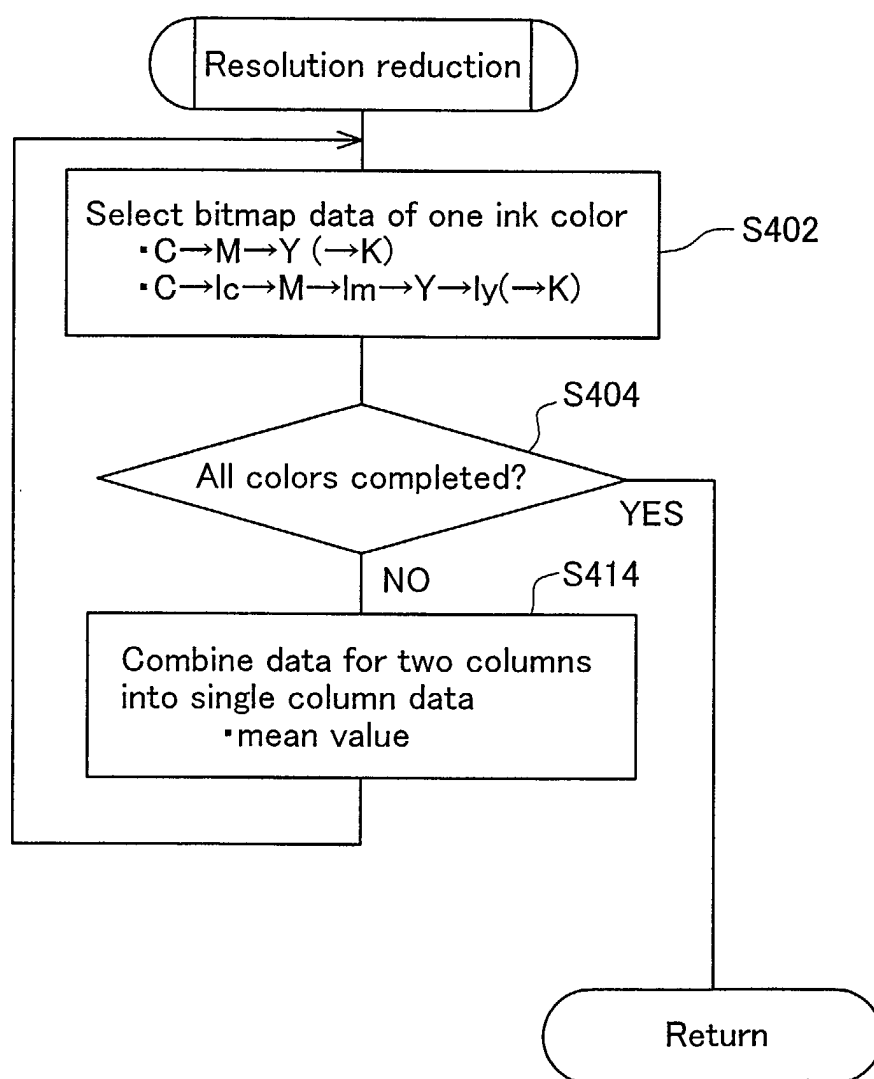 Resolution reduction
Select bitmap data of one ink color
・C→M→Y (→K)
・C→lc→M→lm→Y→ly(→K)
S402
S404
All colors completed?
YES
NO
S414
Combine data for two columns
into single column data
・mean value
Return